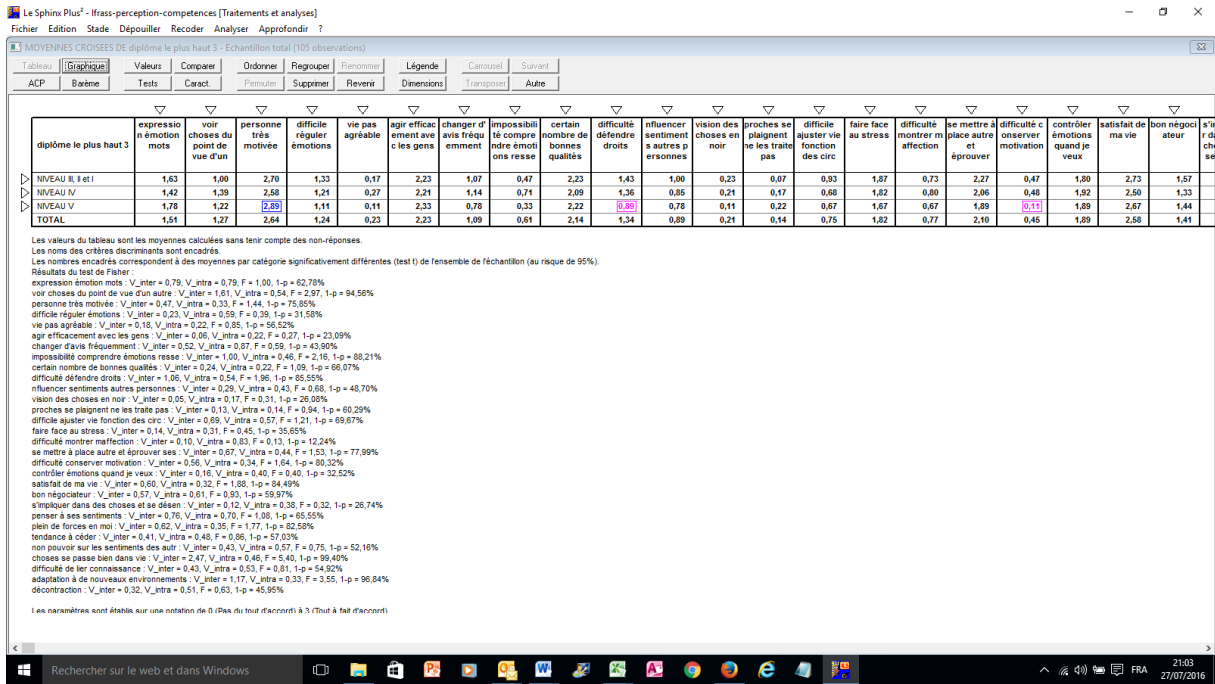 Le Sphinx Plus² - Ifrass-perception-competences [Traitements et analyses]
Fichier Edition Stade Dépouiller Recoder Analyser Approfondir ?
MOYENNES CROISEES DE diplôme le plus haut 3 - Echantillon total (105 observations)
Tableau Graphique Valeurs Comparer Ordonner Regrouper Renommer Légende Carrousel Suivant
ACP Barème Tests Caract. Permuter Supprimer Revenir Dimensions Transposer Autre
diplôme le plus haut 3
expressio
n émotion
mots
voir
choses du
point de
vue d'un
personne
très
motivée
difficile
réguler
émotions
vie pas
agréable
agir efficac
ement ave
c les gens
changer d'
avis fréqu
emment
impossibili
té compre
ndre émoti
ons resse
certain
nombre de
bonnes
qualités
difficulté
défendre
droits
nfluencer
sentiment
s autres p
ersonnes
vision des
choses en
noir
proches se
plaignent
ne les traite
pas
difficile
ajuster vie
fonction
des circ
faire face
au stress
difficulté
montrer m
affection
se mettre à
place autre
et
éprouver
difficulté c
onserver
motivation
contrôler
émotions
quand je
veux
satisfait de
ma vie
bon négoci
ateur
NIVEAU III, II et I 1,63 1,00 2,70 1,33 0,17 2,23 1,07 0,47 2,23 1,43 1,00 0,23 0,07 0,93 1,87 0,73 2,27 0,47 1,80 2,73 1,57
NIVEAU IV 1,42 1,39 2,58 1,21 0,27 2,21 1,14 0,71 2,09 1,36 0,85 0,21 0,17 0,68 1,82 0,80 2,06 0,48 1,92 2,50 1,33
NIVEAU V 1,78 1,22 2,89 1,11 0,11 2,33 0,78 0,33 2,22 0,89 0,78 0,11 0,22 0,67 1,67 0,67 1,89 0,11 1,89 2,67 1,44
TOTAL 1,51 1,27 2,64 1,24 0,23 2,23 1,09 0,61 2,14 1,34 0,89 0,21 0,14 0,75 1,82 0,77 2,10 0,45 1,89 2,58 1,41
Les valeurs du tableau sont les moyennes calculées sans tenir compte des non-réponses.
Les noms des critères discriminants sont encadrés.
Les nombres encadrés correspondent à des moyennes par catégorie significativement différentes (test t) de l'ensemble de l'échantillon (au risque de 95%).
Résultats du test de Fisher :
expression émotion mots : V_inter = 0,79, V_intra = 0,79, F = 1,00, 1-p = 62,78%
voir choses du point de vue d'un autre : V_inter = 1,61, V_intra = 0,54, F = 2,97, 1-p = 94,56%
personne très motivée : V_inter = 0,47, V_intra = 0,33, F = 1,44, 1-p = 75,85%
difficile réguler émotions : V_inter = 0,23, V_intra = 0,59, F = 0,39, 1-p = 31,58%
vie pas agréable : V_inter = 0,18, V_intra = 0,22, F = 0,85, 1-p = 56,52%
agir efficacement avec les gens : V_inter = 0,06, V_intra = 0,22, F = 0,27, 1-p = 23,09%
changer d'avis fréquemment : V_inter = 0,52, V_intra = 0,87, F = 0,59, 1-p = 43,90%
impossibilité comprendre émotions resse : V_inter = 1,00, V_intra = 0,46, F = 2,16, 1-p = 88,21%
certain nombre de bonnes qualités : V_inter = 0,24, V_intra = 0,22, F = 1,09, 1-p = 66,07%
difficulté défendre droits : V_inter = 1,06, V_intra = 0,54, F = 1,96, 1-p = 85,55%
nfluencer sentiments autres personnes : V_inter = 0,29, V_intra = 0,43, F = 0,68, 1-p = 48,70%
vision des choses en noir : V_inter = 0,05, V_intra = 0,17, F = 0,31, 1-p = 26,08%
proches se plaignent ne les traite pas : V_inter = 0,13, V_intra = 0,14, F = 0,94, 1-p = 60,29%
difficile ajuster vie fonction des circ : V_inter = 0,69, V_intra = 0,57, F = 1,21, 1-p = 69,67%
faire face au stress : V_inter = 0,14, V_intra = 0,31, F = 0,45, 1-p = 35,65%
difficulté montrer maffection : V_inter = 0,10, V_intra = 0,83, F = 0,13, 1-p = 12,24%
se mettre à place autre et éprouver ses : V_inter = 0,67, V_intra = 0,44, F = 1,53, 1-p = 77,99%
difficulté conserver motivation : V_inter = 0,56, V_intra = 0,34, F = 1,64, 1-p = 80,32%
contrôler émotions quand je veux : V_inter = 0,16, V_intra = 0,40, F = 0,40, 1-p = 32,52%
satisfait de ma vie : V_inter = 0,60, V_intra = 0,32, F = 1,88, 1-p = 84,49%
bon négociateur : V_inter = 0,57, V_intra = 0,61, F = 0,93, 1-p = 59,97%
s'impliquer dans des choses et se désen : V_inter = 0,12, V_intra = 0,38, F = 0,32, 1-p = 26,74%
penser à ses sentiments : V_inter = 0,76, V_intra = 0,70, F = 1,08, 1-p = 65,55%
plein de forces en moi : V_inter = 0,62, V_intra = 0,35, F = 1,77, 1-p = 82,58%
tendance à céder : V_inter = 0,41, V_intra = 0,48, F = 0,86, 1-p = 57,03%
non pouvoir sur les sentiments des autr : V_inter = 0,43, V_intra = 0,57, F = 0,75, 1-p = 52,16%
choses se passe bien dans vie : V_inter = 2,47, V_intra = 0,46, F = 5,40, 1-p = 99,40%
difficulté de lier connaissance : V_inter = 0,43, V_intra = 0,53, F = 0,81, 1-p = 54,92%
adaptation à de nouveaux environnements : V_inter = 1,17, V_intra = 0,33, F = 3,55, 1-p = 96,84%
décontraction : V_inter = 0,32, V_intra = 0,51, F = 0,63, 1-p = 45,95%
Les paramètres sont établis sur une notation de 0 (Pas du tout d'accord) à 3 (Tout à fait d'accord)
Rechercher sur le web et dans Windows
FRA
21:03
27/07/2016